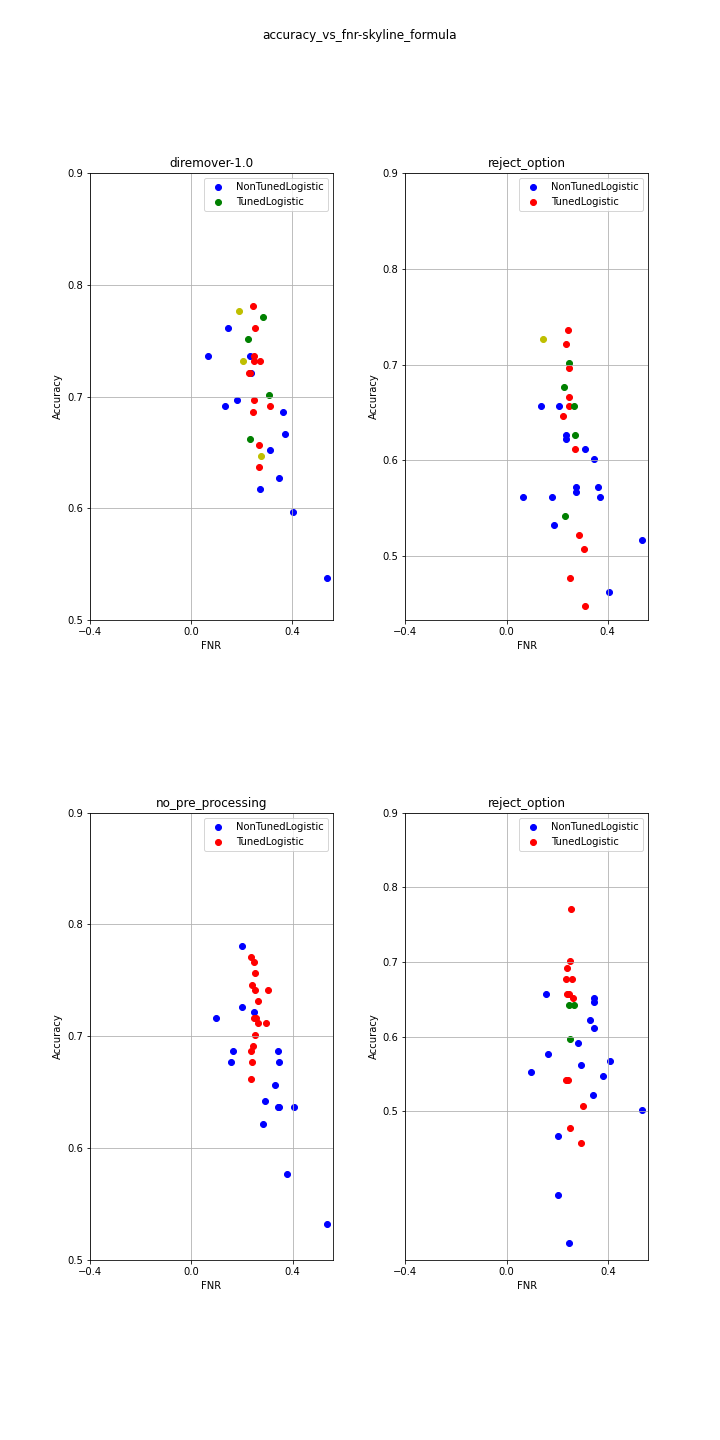 accuracy_vs_fnr-skyline_formula
diremover-1.0
reject_option
NonTunedLogistic
TunedLogistic
NonTunedLogistic
TunedLogistic
0.9
0.8
0.7
0.6
0.5
Accuracy
−0.4
0.0
0.4
FNR
0.9
0.8
0.7
0.6
0.5
Accuracy
−0.4
0.0
0.4
FNR
no_pre_processing
reject_option
NonTunedLogistic
TunedLogistic
NonTunedLogistic
TunedLogistic
0.9
0.8
0.7
0.6
0.5
Accuracy
−0.4
0.0
0.4
FNR
0.9
0.8
0.7
0.6
0.5
Accuracy
−0.4
0.0
0.4
FNR